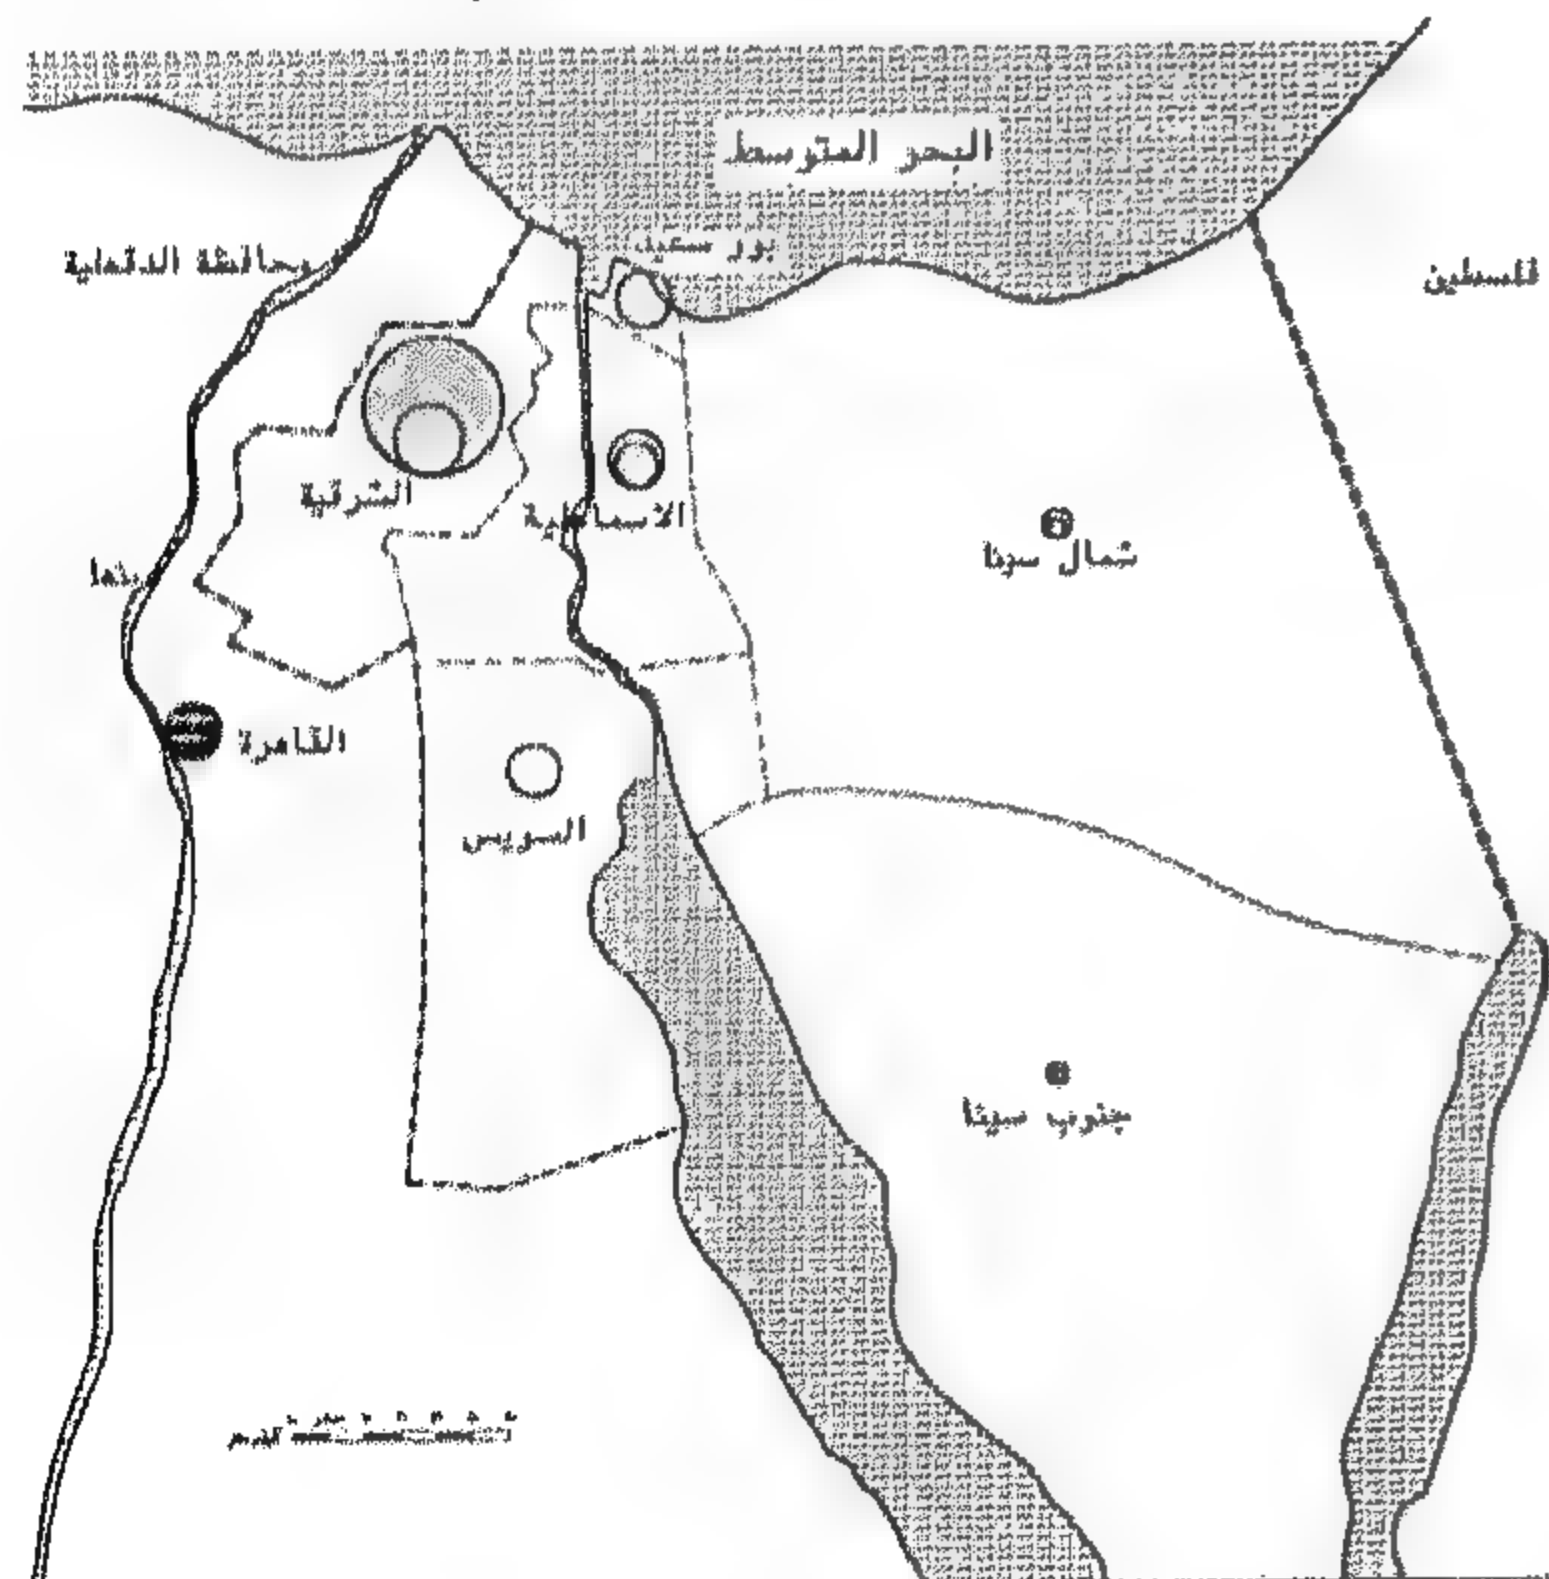 البحر المتوسط
بور سعيد
محافظة الدقهلية
فلسطين
الشرقية
الاسماعيلية
شمال سينا
بنها
القاهرة
السويس
جنوب سينا